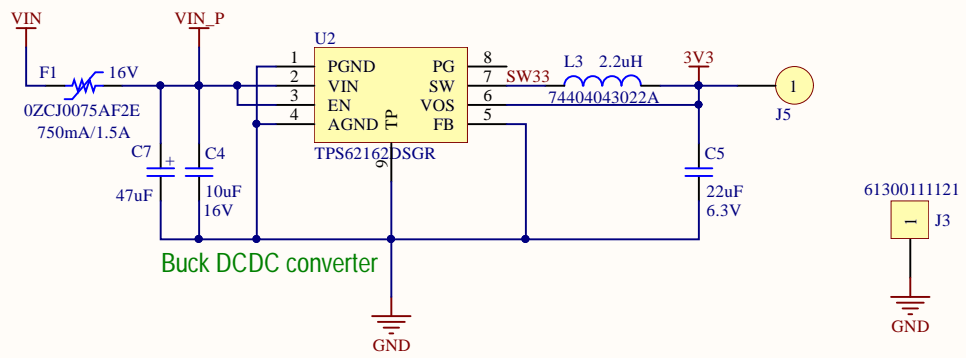 VIN
VIN_P
F1
16V
0ZCJ0075AF2E
750mA/1.5A
C7
+
47uF
C4
10uF
16V
U2
1
PGND
PG
8
2
VIN
SW
7
3
EN
VOS
6
4
AGND
TP
FB
5
9
TPS62162DSGR
SW33
L3
2.2uH
74404043022A
3V3
1
J5
C5
22uF
6.3V
61300111121
1
J3
Buck DCDC converter
GND
GND